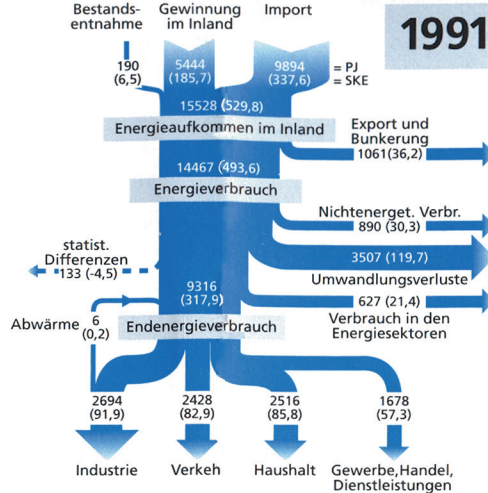 Bestands-
entnahme
Gewinnung
im Inland
Import
1991
190
(6,5)
5444
(185,7)
9894
(337,6)
= PJ
= SKE
15528 (529,8)
Energieaufkommen im Inland
Export und
Bunkerung
1061(36,2)
14467 (493,6)
Energieverbrauch
Nichtenerget. Verbr.
890 (30,3)
statist.
Differenzen
133 (-4,5)
3507 (119,7)
Umwandlungsverluste
9316
(317,9)
627 (21,4)
Verbrauch in den
Energiesektoren
Abwärme
6
(0,2)
Endenergieverbrauch
2694
(91,9)
2428
(82,9)
2516
(85,8)
1678
(57,3)
Industrie
Verkeh
Haushalt
Gewerbe,Handel,
Dienstleistungen